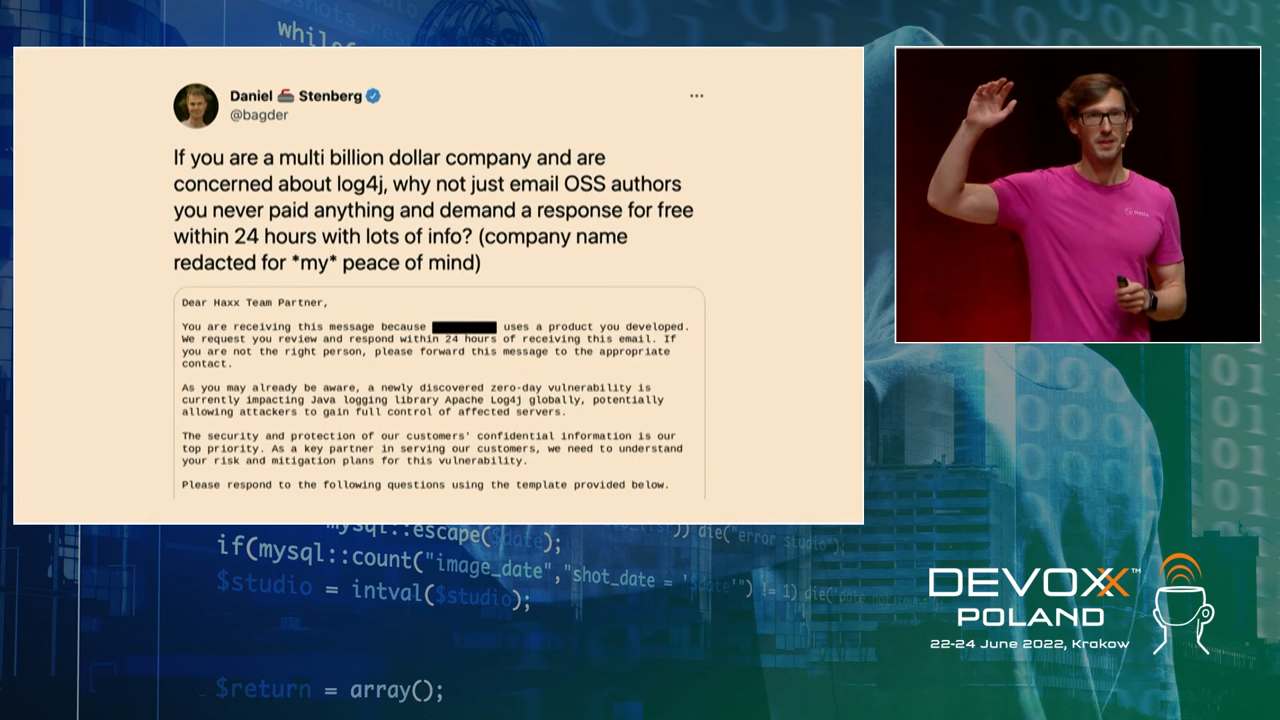 while
Daniel Stenberg
@bagder
If you are a multi billion dollar company and are
concerned about log4j, why not just email OSS authors
you never paid anything and demand a response for free
within 24 hours with lots of info? (company name
redacted for *my* peace of mind)
Dear Haxx Team Partner,
You are receiving this message because uses a product you developed.
We request you review and respond within 24 hours of receiving this email. If
you are not the right person, please forward this message to the appropriate
contact.
As you may already be aware, a newly discovered zero-day vulnerability is
currently impacting Java logging library Apache Log4j globally, potentially
allowing attackers to gain full control of affected servers.
The security and protection of our customers' confidential information is our
top priority. As a key partner in serving our customers, we need to understand
your risk and mitigation plans for this vulnerability.
Please respond to the following questions using the template provided below.
mysql::escape($date);
if(mysql::count("image_date","shot_date = '$date'") != 1) die(
$studio = intval($studio);
$return = array();
DEVOXX™
POLAND
22-24 June 2022, Krakow